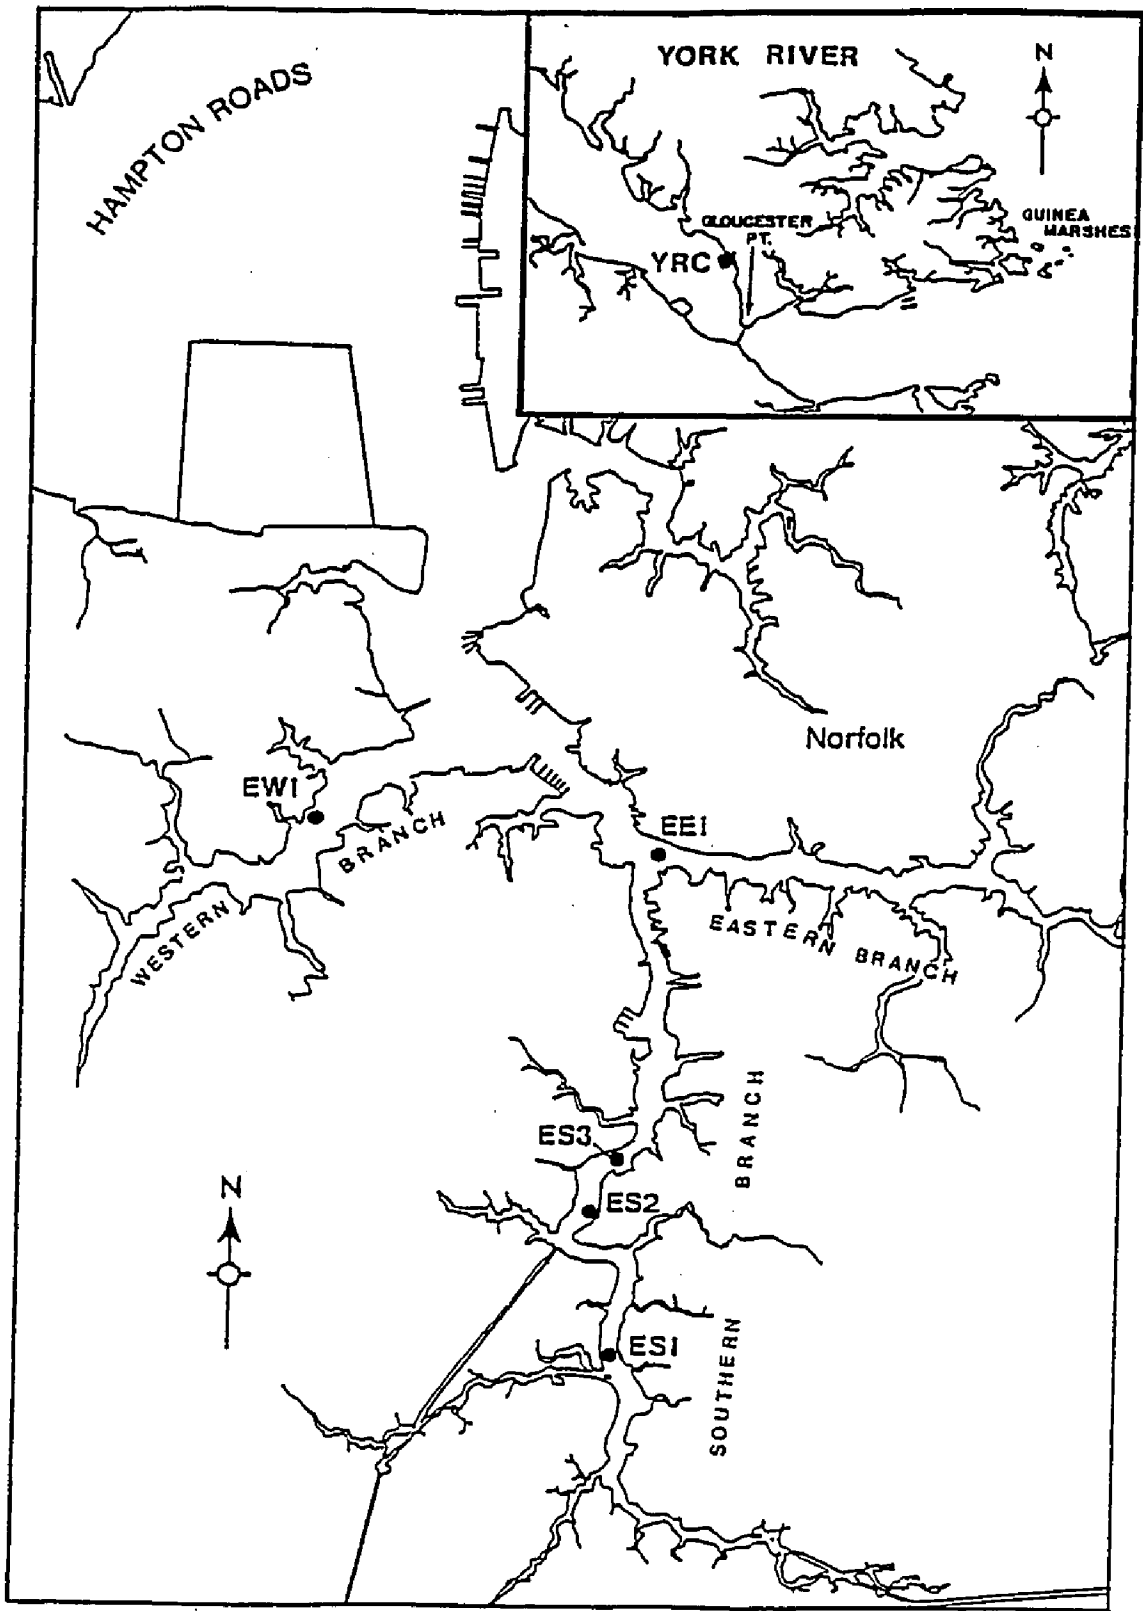 HAMPTON ROADS
YORK RIVER
N
GLOUCESTER
PT.
GUINEA
MARSHES
YRC
Norfolk
EW1
BRANCH
WESTERN
EE1
EASTERN BRANCH
BRANCH
SOUTHERN
ES3
ES2
ES1
N